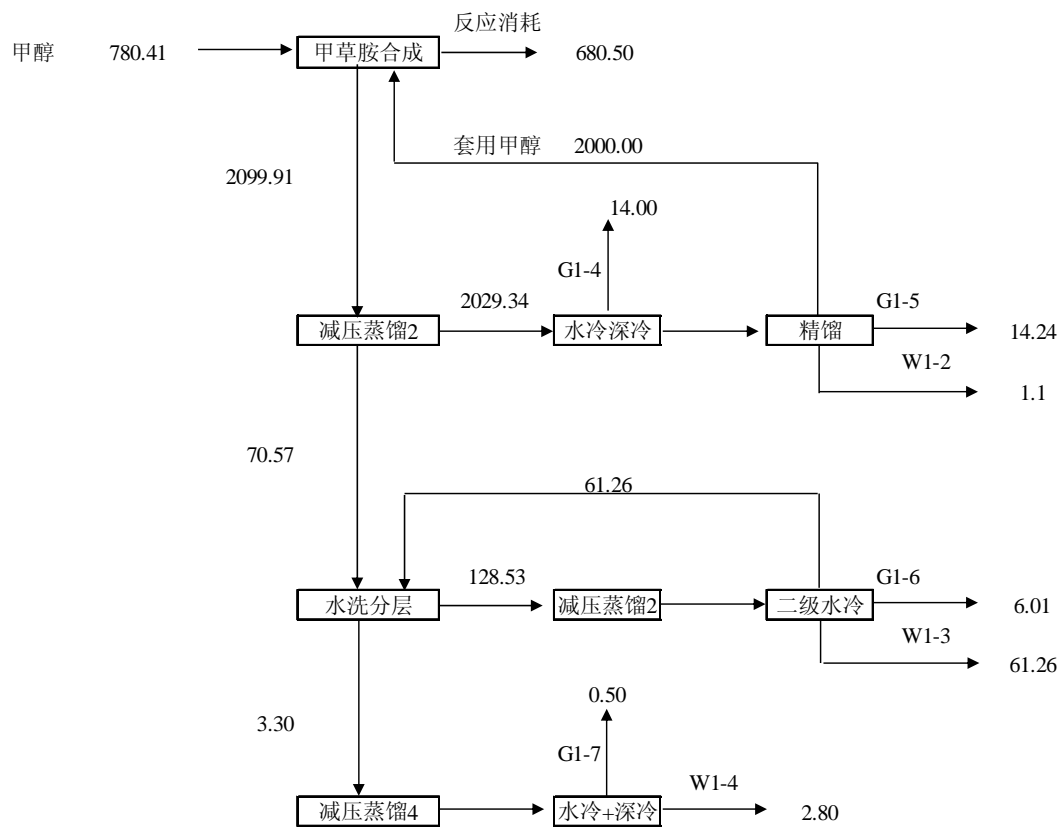 反应消耗
甲醇 780.41
甲草胺合成
680.50
套用甲醇 2000.00
2099.91
14.00
G1-4
2029.34
G1-5
减压蒸馏2
水冷深冷
精馏
14.24
W1-2
1.1
70.57
61.26
128.53
G1-6
水洗分层
减压蒸馏2
二级水冷
6.01
W1-3
61.26
0.50
3.30
G1-7
W1-4
减压蒸馏4
水冷+深冷
2.80